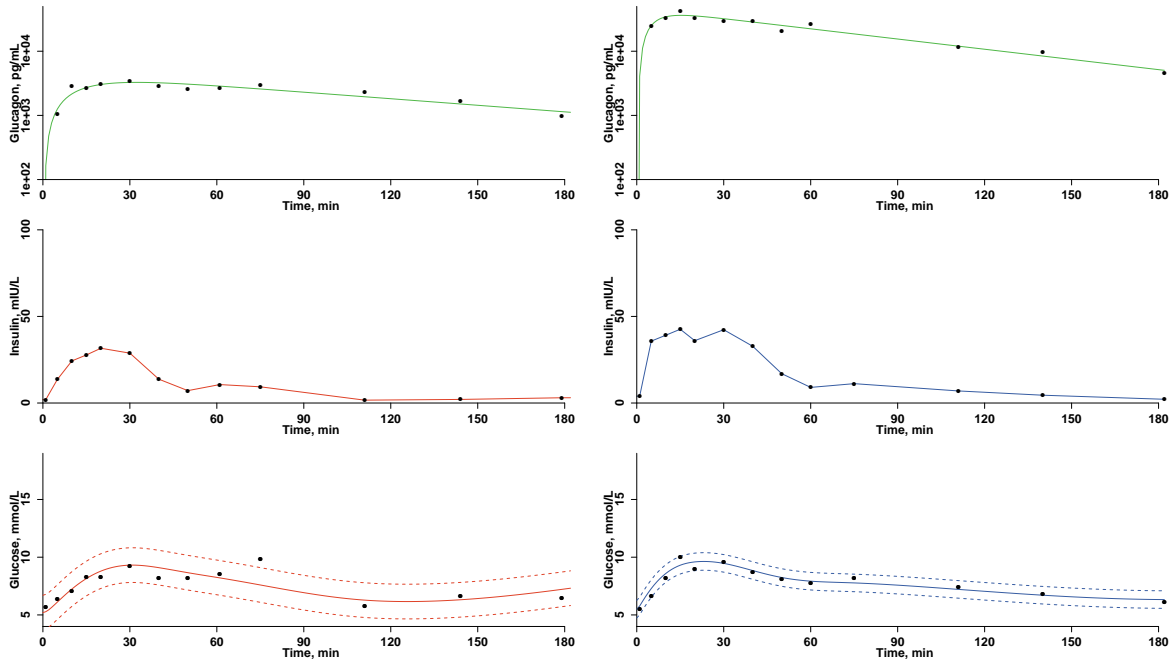 Glucagon, pg/mL
1e+04
1e+03
1e+02
0 30 60 90 120 150 180
Time, min
Glucagon, pg/mL
1e+04
1e+03
1e+02
0 30 60 90 120 150 180
Time, min
Insulin, mIU/L
100
50
0
0 30 60 90 120 150 180
Time, min
Insulin, mIU/L
100
50
0
0 30 60 90 120 150 180
Time, min
Glucose, mmol/L
15
10
5
0 30 60 90 120 150 180
Time, min
Glucose, mmol/L
15
10
5
0 30 60 90 120 150 180
Time, min